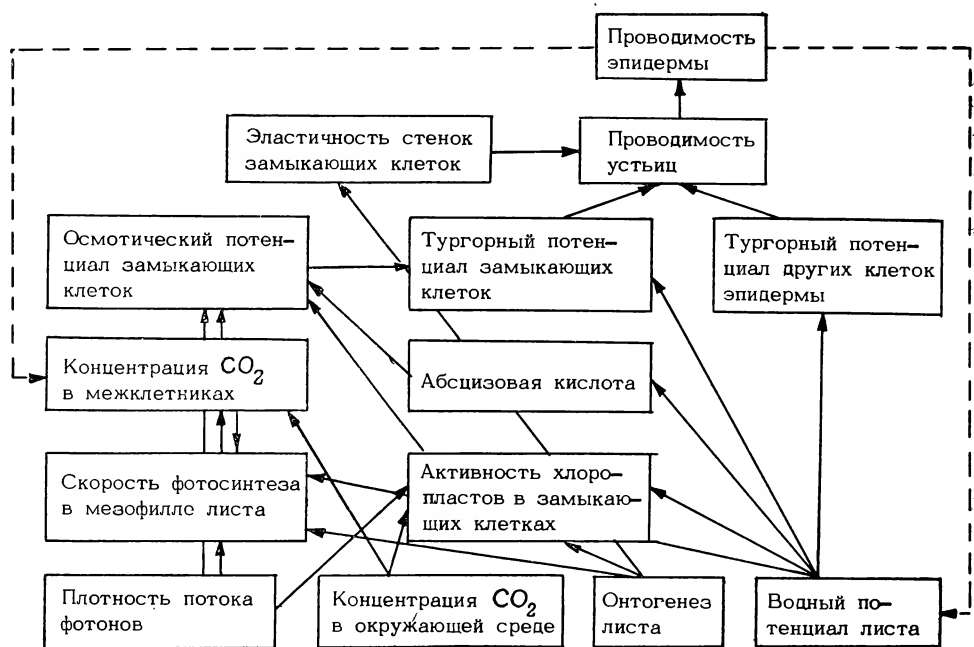 Проводимость
эпидермы
Эластичность стенок
замыкающих клеток
Проводимость
устьиц
Осмотический потен-
циал замыкающих
клеток
Тургорный потен-
циал замыкающих
клеток
Тургорный потен-
циал других клеток
эпидермы
Концентрация CO₂
в межклетниках
Абсцизовая кислота
Скорость фотосинтеза
в мезофилле листа
Активность хлоро-
пластов в замыкаю-
щих клетках
Плотность потока
фотонов
Концентрация CO₂
в окружающей среде
Онтогенез
листа
Водный по-
тенциал листа